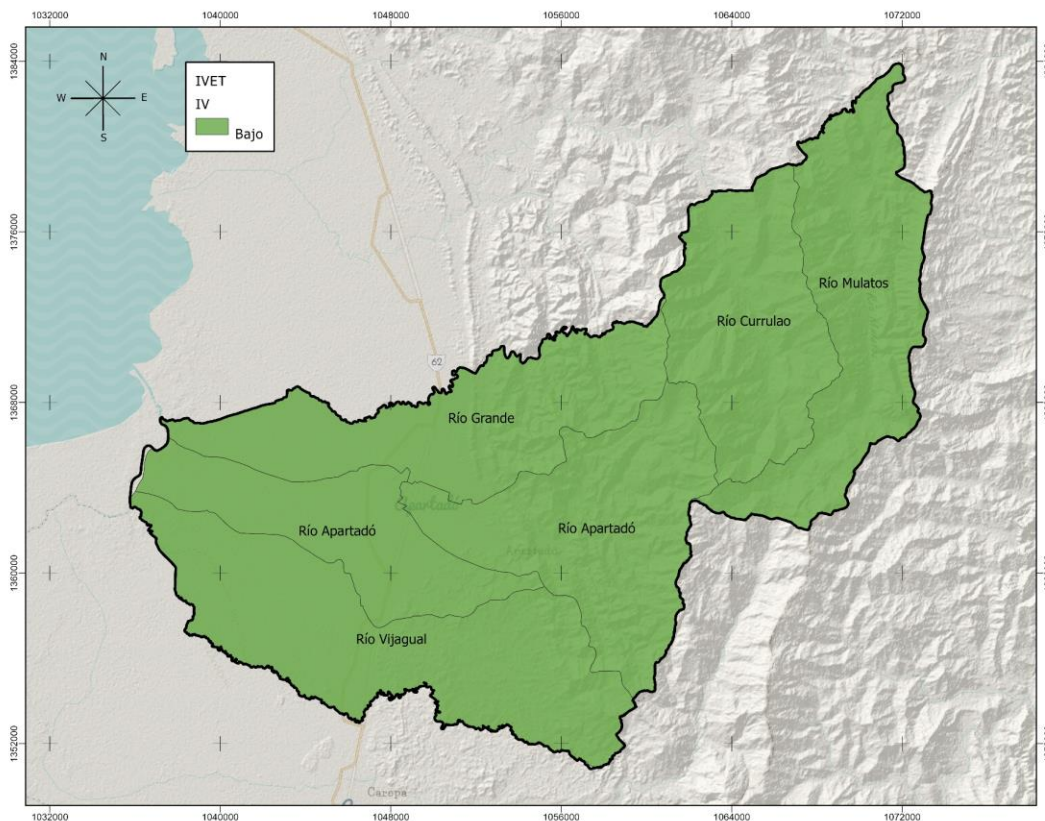 1032000
1040000
1048000
1056000
1064000
1072000
1384000
1376000
1368000
1360000
1352000
N
W
E
S
IVET
IV
Bajo
Río Mulatos
Río Currulao
62
Río Grande
Río Apartadó
Río Apartadó
Río Vijagual
1032000
1040000
1048000
1056000
1064000
1072000